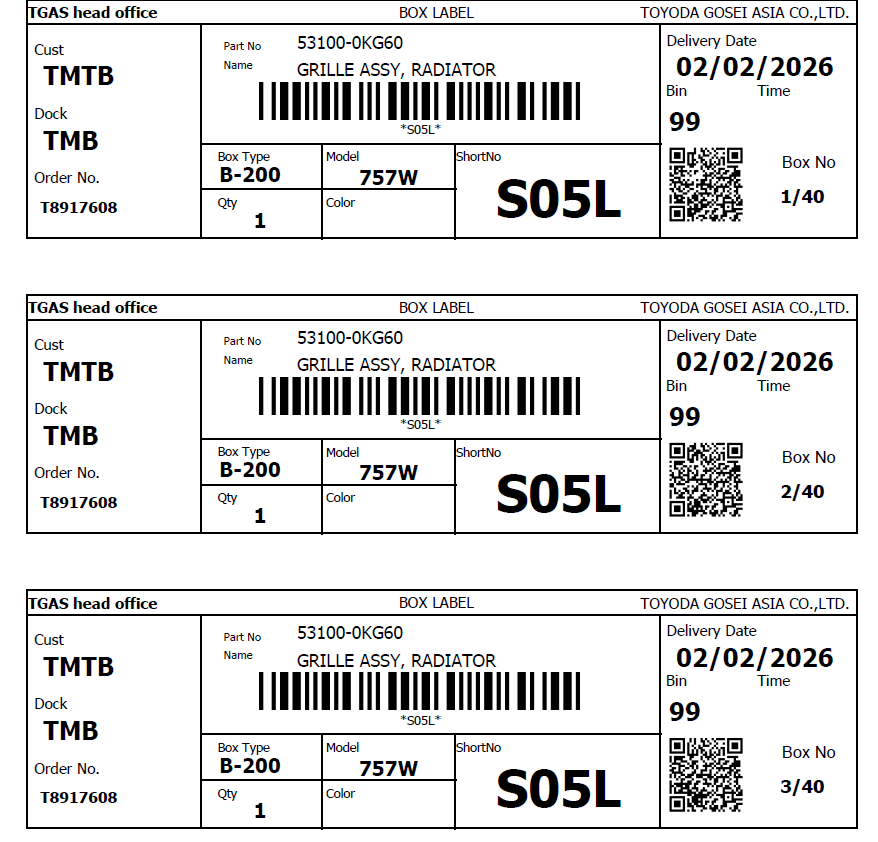 TGAS head office BOX LABEL TOYODA GOSEI ASIA CO.,LTD.
Cust
TMTB
Dock
TMB
Order No.
T8917608
Part No 53100-0KG60
Name GRILLE ASSY, RADIATOR
*S05L*
Box Type
B-200
Model
757W
ShortNo
S05L
Qty
1
Color
Delivery Date
02/02/2026
Bin Time
99
Box No
1/40
TGAS head office BOX LABEL TOYODA GOSEI ASIA CO.,LTD.
Cust
TMTB
Dock
TMB
Order No.
T8917608
Part No 53100-0KG60
Name GRILLE ASSY, RADIATOR
*S05L*
Box Type
B-200
Model
757W
ShortNo
S05L
Qty
1
Color
Delivery Date
02/02/2026
Bin Time
99
Box No
2/40
TGAS head office BOX LABEL TOYODA GOSEI ASIA CO.,LTD.
Cust
TMTB
Dock
TMB
Order No.
T8917608
Part No 53100-0KG60
Name GRILLE ASSY, RADIATOR
*S05L*
Box Type
B-200
Model
757W
ShortNo
S05L
Qty
1
Color
Delivery Date
02/02/2026
Bin Time
99
Box No
3/40